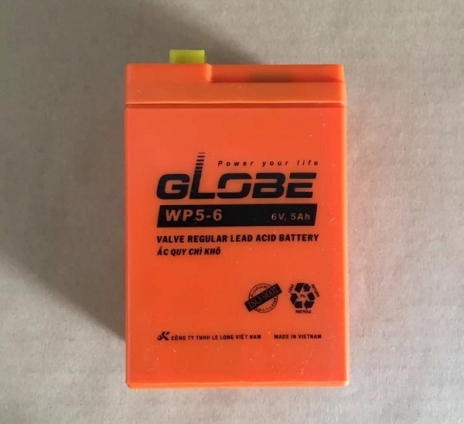 Power your life
GLOBE
WP5-6 6V, 5Ah
VALVE REGULAR LEAD ACID BATTERY
ẮC QUY CHÌ KHÔ
CÔNG TY TNHH LE LONG VIỆT NAM MADE IN VIETNAM